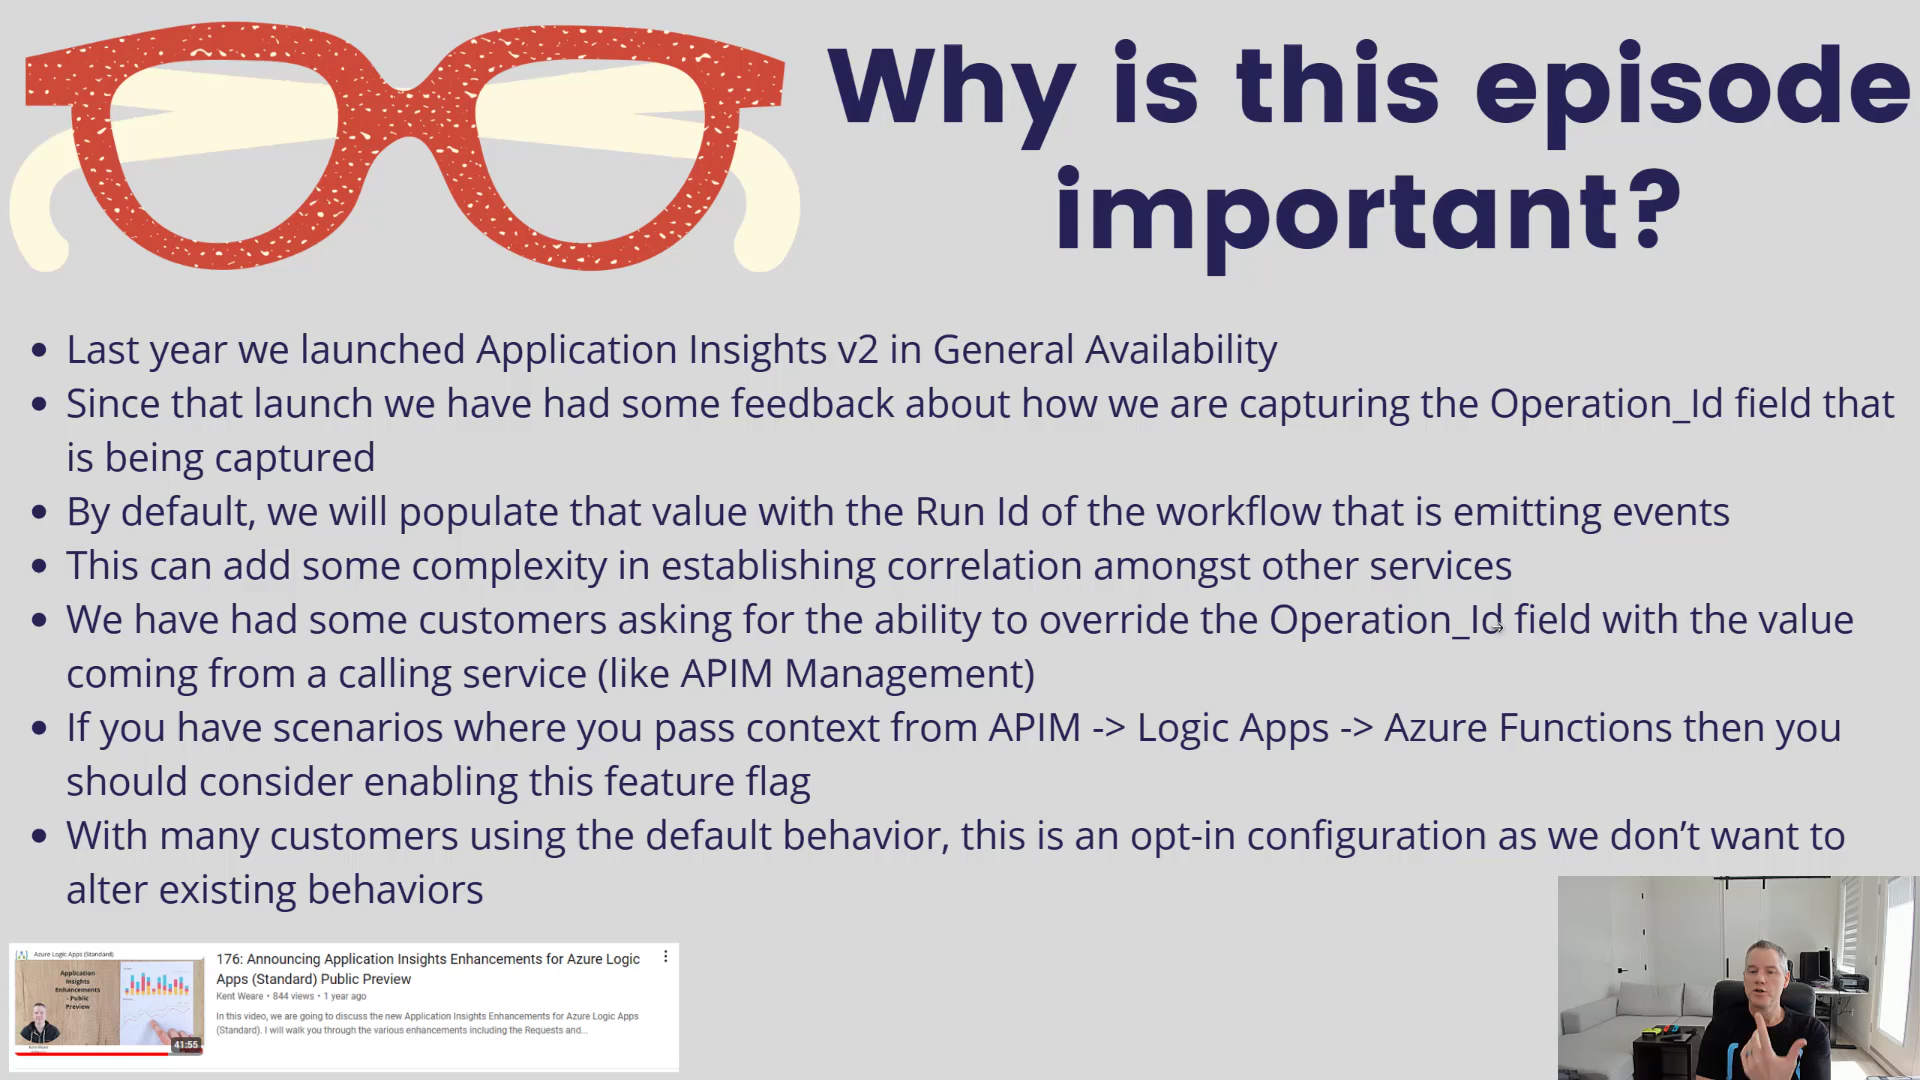 Why is this episode
important?
• Last year we launched Application Insights v2 in General Availability
• Since that launch we have had some feedback about how we are capturing the Operation_Id field that
is being captured
• By default, we will populate that value with the Run Id of the workflow that is emitting events
• This can add some complexity in establishing correlation amongst other services
• We have had some customers asking for the ability to override the Operation_Id field with the value
coming from a calling service (like APIM Management)
• If you have scenarios where you pass context from APIM -> Logic Apps -> Azure Functions then you
should consider enabling this feature flag
• With many customers using the default behavior, this is an opt-in configuration as we don’t want to
alter existing behaviors
Azure Logic Apps (Standard)
Application
Insights
Enhancements
- Public
Preview
41:55
176: Announcing Application Insights Enhancements for Azure Logic
Apps (Standard) Public Preview
Kent Weare • 844 views • 1 year ago
In this video, we are going to discuss the new Application Insights Enhancements for Azure Logic Apps
(Standard). I will walk you through the various enhancements including the Requests and...